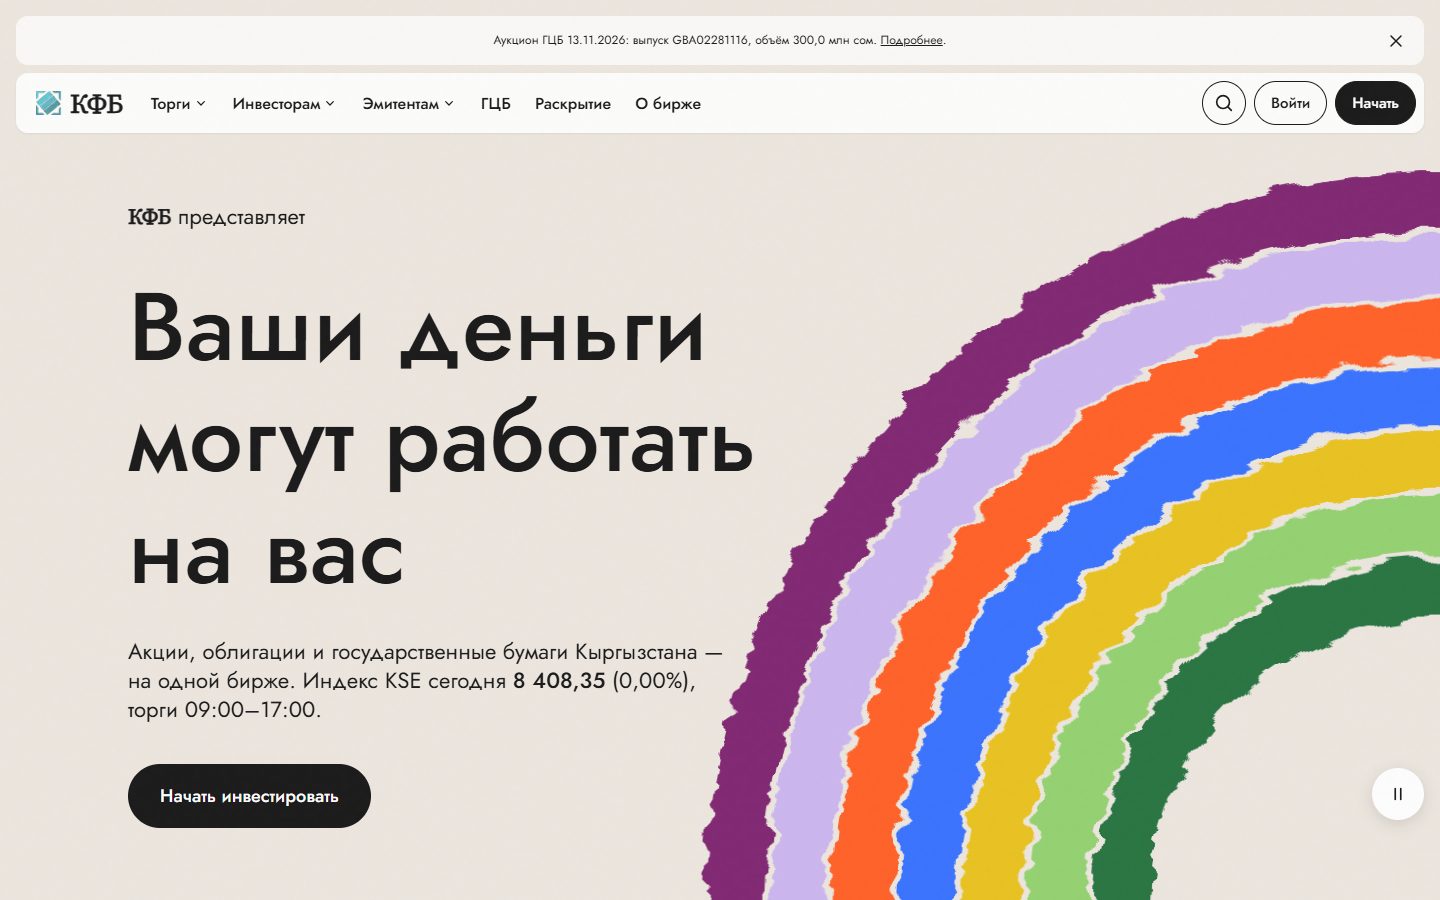 Аукцион ГЦБ 13.11.2026: выпуск GBA02281116, объём 300,0 млн сом. Подробнее.
КФБ
Торги
Инвесторам
Эмитентам
ГЦБ
Раскрытие
О бирже
Войти
Начать
КФБ представляет
Ваши деньги
могут работать
на вас
Акции, облигации и государственные бумаги Кыргызстана —
на одной бирже. Индекс KSE сегодня 8 408,35 (0,00%),
торги 09:00–17:00.
Начать инвестировать